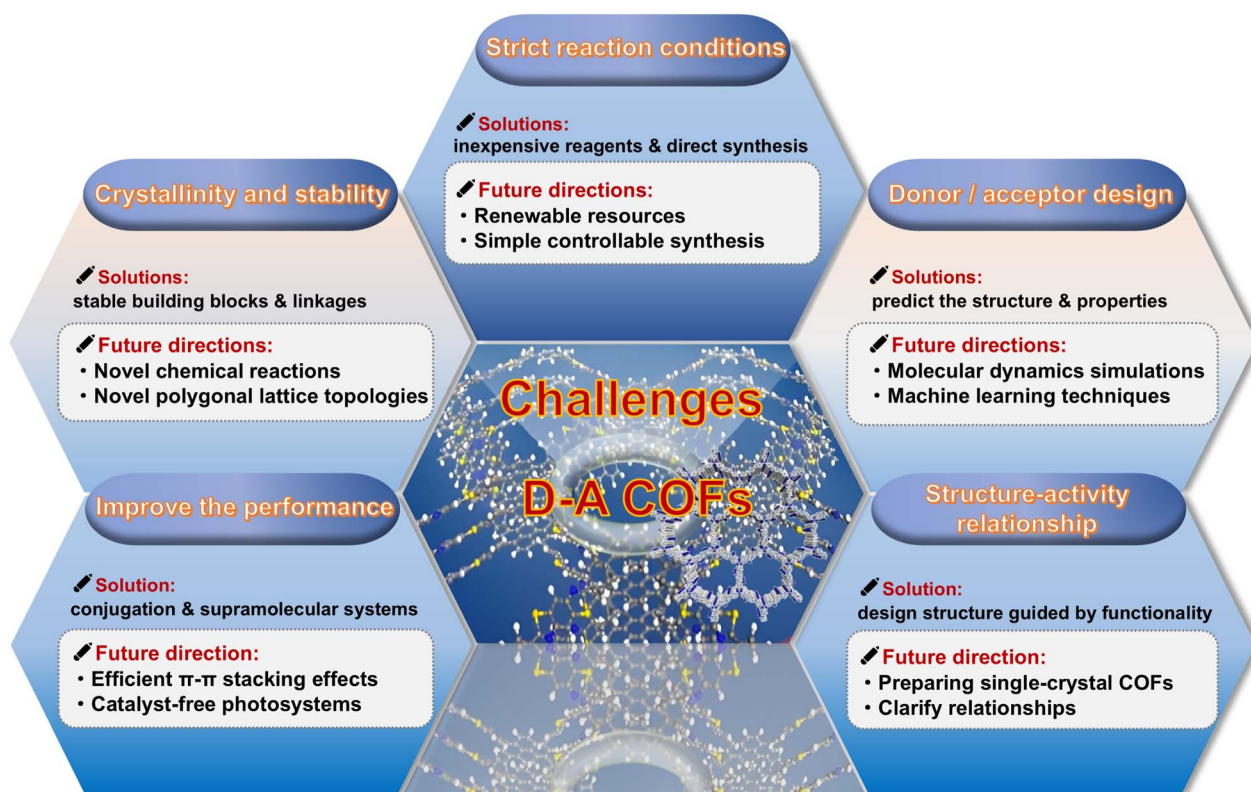 Strict reaction conditions
Solutions:
inexpensive reagents & direct synthesis
Future directions:
• Renewable resources
• Simple controllable synthesis
Crystallinity and stability
Solutions:
stable building blocks & linkages
Future directions:
• Novel chemical reactions
• Novel polygonal lattice topologies
Donor / acceptor design
Solutions:
predict the structure & properties
Future directions:
• Molecular dynamics simulations
• Machine learning techniques
Challenges
D-A COFs
Improve the performance
Solution:
conjugation & supramolecular systems
Future direction:
• Efficient π-π stacking effects
• Catalyst-free photosystems
Structure-activity
relationship
Solution:
design structure guided by functionality
Future direction:
• Preparing single-crystal COFs
• Clarify relationships